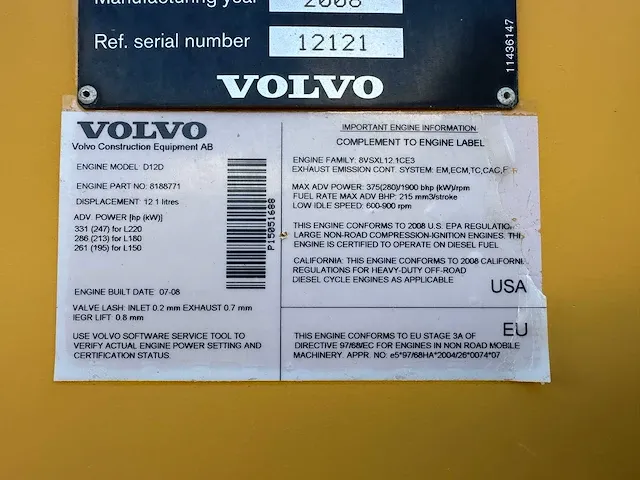 Manufacturing year 2008
Ref. serial number 12121
VOLVO
11436147
VOLVO
Volvo Construction Equipment AB
ENGINE MODEL: D12D
ENGINE PART NO: 8188771
DISPLACEMENT: 12.1 litres
ADV. POWER [hp (kW)]
331 (247) for L220
286 (213) for L180
261 (195) for L150
P15051688
ENGINE BUILT DATE 07-08
VALVE LASH: INLET 0.2 mm EXHAUST 0.7 mm
IEGR LIFT 0.8 mm
USE VOLVO SOFTWARE SERVICE TOOL TO
VERIFY ACTUAL ENGINE POWER SETTING AND
CERTIFICATION STATUS.
IMPORTANT ENGINE INFORMATION
COMPLEMENT TO ENGINE LABEL
ENGINE FAMILY: 8VSXL12.1CE3
EXHAUST EMISSION CONT. SYSTEM: EM,ECM,TC,CAC,
MAX ADV POWER: 375(280)/1900 bhp (kW)/rpm
FUEL RATE MAX ADV BHP: 215 mm3/stroke
LOW IDLE SPEED: 600-900 rpm
THIS ENGINE CONFORMS TO 2008 U.S. EPA REGULATION
LARGE NON-ROAD COMPRESSION-IGNITION ENGINES. THIS
ENGINE IS CERTIFIED TO OPERATE ON DIESEL FUEL.
CALIFORNIA: THIS ENGINE CONFORMS TO 2008 CALIFORNI
REGULATIONS FOR HEAVY-DUTY OFF-ROAD
DIESEL CYCLE ENGINES AS APPLICABLE
USA
EU
THIS ENGINE CONFORMS TO EU STAGE 3A OF
DIRECTIVE 97/68/EC FOR ENGINES IN NON ROAD MOBILE
MACHINERY. APPR. NO: e5*97/68HA*2004/26*0074*07